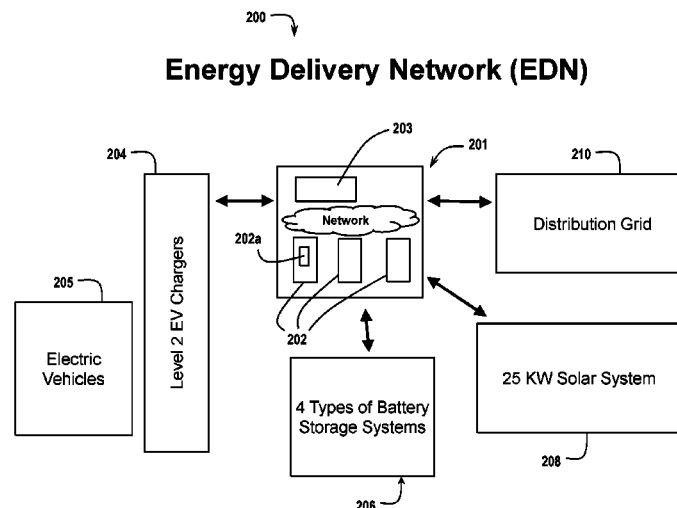 200
Energy Delivery Network (EDN)
203
204
201
210
Network
Distribution Grid
202a
205
Level 2 EV Chargers
202
Electric
Vehicles
25 KW Solar System
4 Types of Battery
Storage Systems
208
206